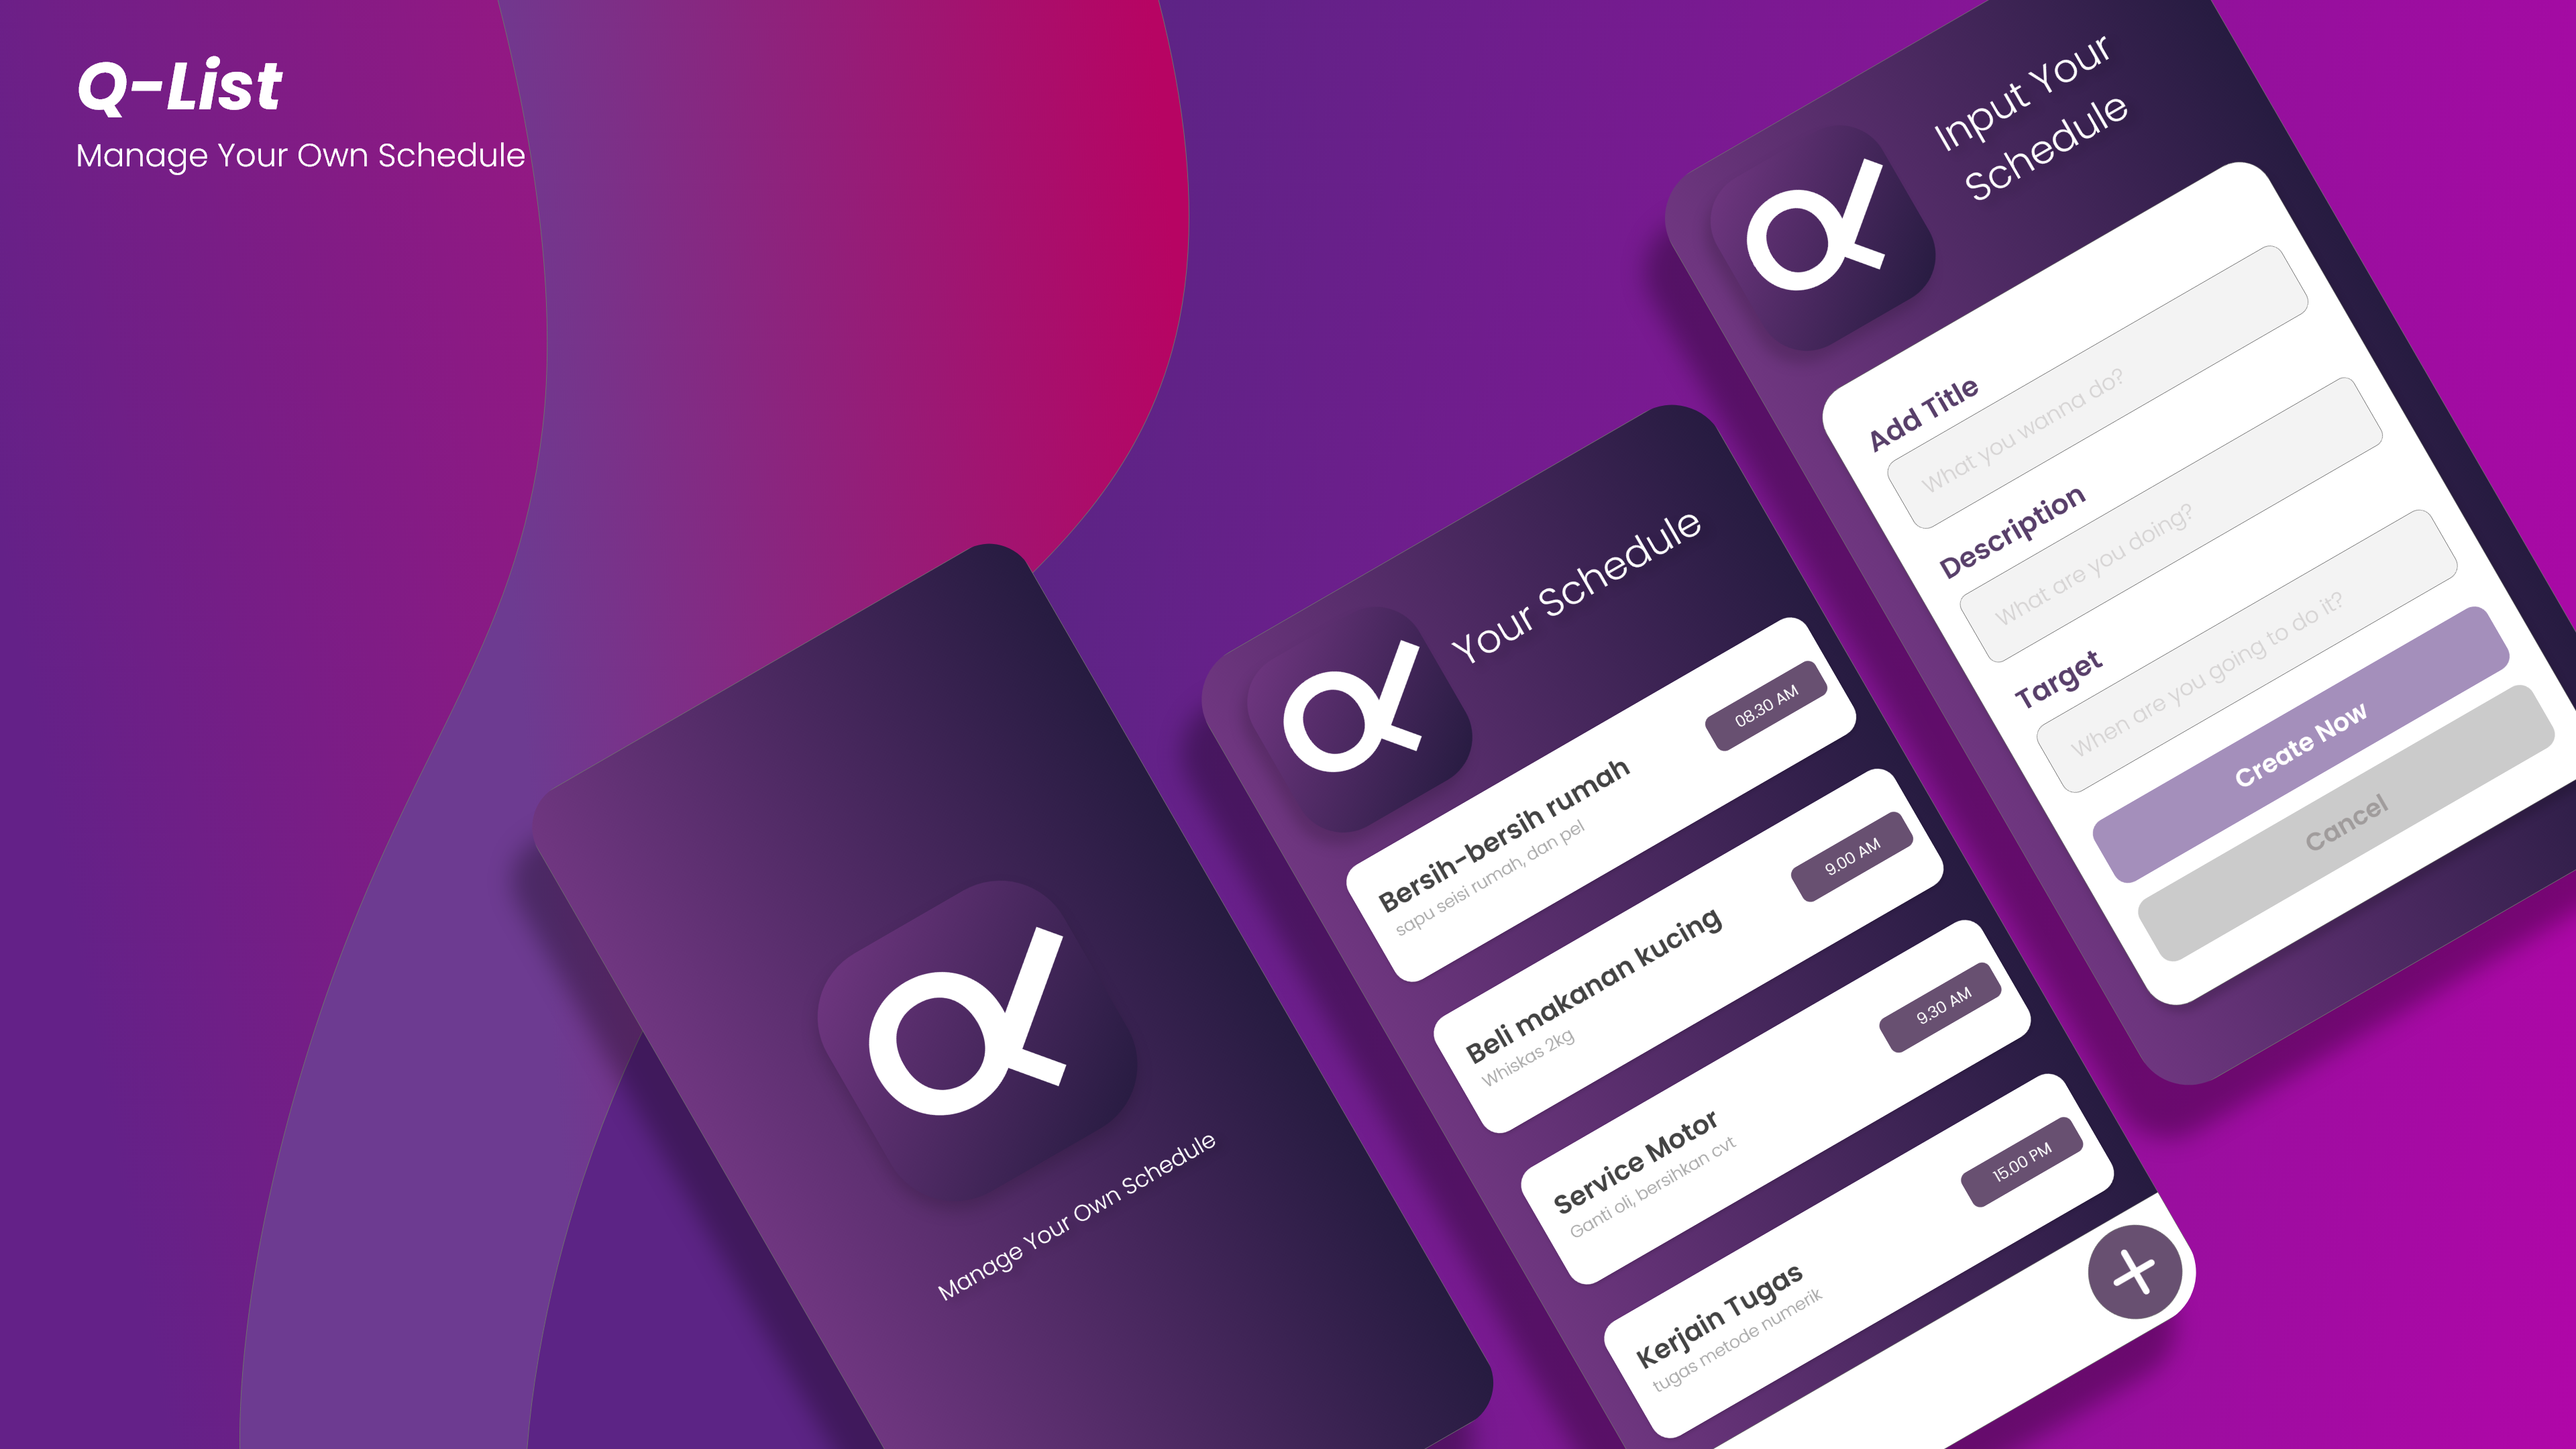 Q-List
Manage Your Own Schedule
Manage Your Own Schedule
Your Schedule
Bersih-bersih rumah
sapu seisi rumah, dan pel
08.30 AM
Beli makanan kucing
Whiskas 2kg
9.00 AM
Service Motor
Ganti oli, bersihkan cvt
9.30 AM
Kerjain Tugas
tugas metode numerik
15.00 PM
Input Your
Schedule
Add Title
What you wanna do?
Description
What are you doing?
Target
When are you going to do it?
Create Now
Cancel